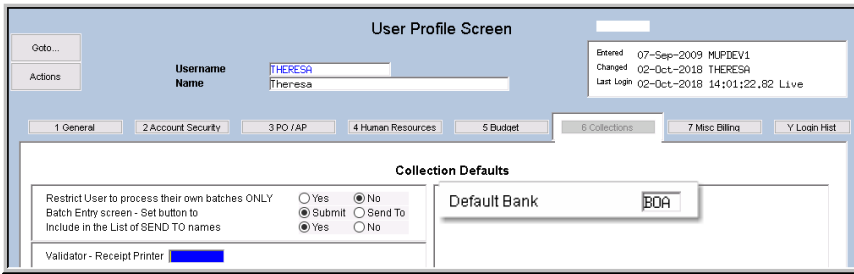 User Profile Screen
Goto...
Actions
Username THERESA
Name Theresa
Entered 07-Sep-2009 MUPDEV1
Changed 02-Oct-2018 THERESA
Last Login 02-Oct-2018 14:01:22.82 Live
1 General 2 Account Security 3 PO / AP 4 Human Resources 5 Budget 6 Collections 7 Misc Billing Y Login Hist
Collection Defaults
Restrict User to process their own batches ONLY Yes No
Batch Entry screen - Set button to Submit Send To
Include in the List of SEND TO names Yes No
Default Bank BOA
Validator - Receipt Printer